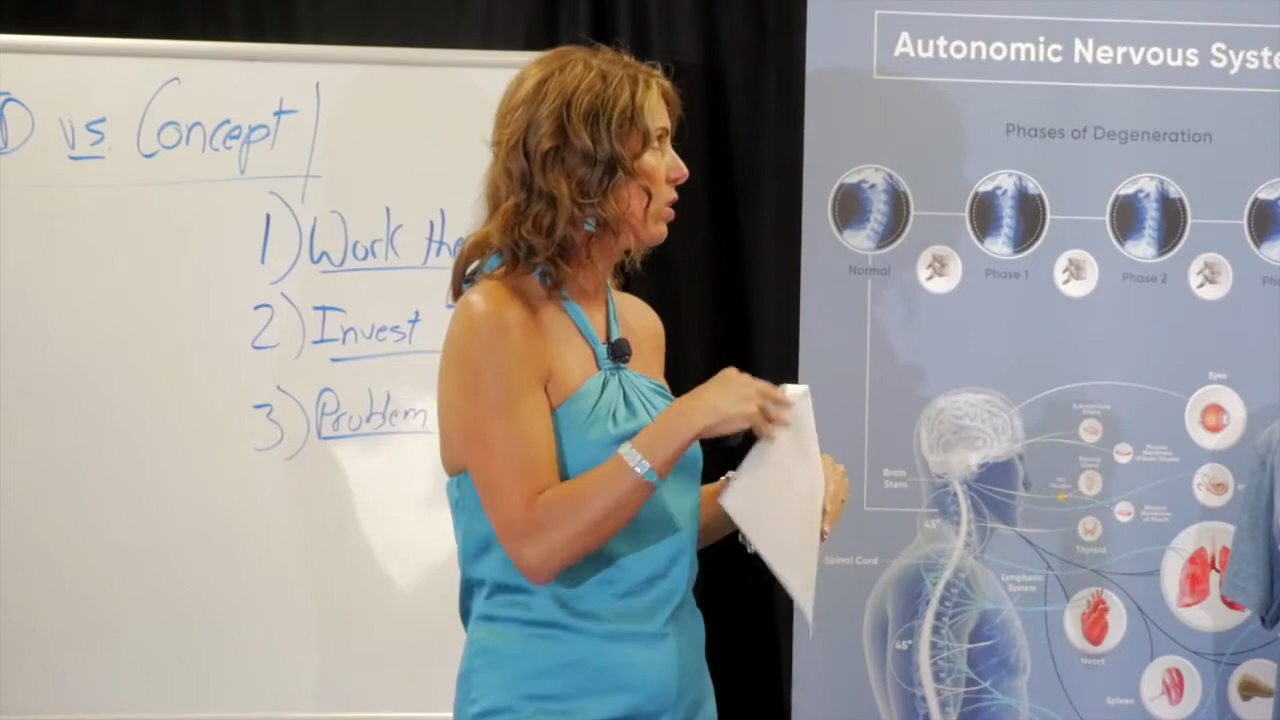 vs. Concept
1) Work the
2) Invest
3) Problem
Autonomic Nervous Syste
Phases of Degeneration
Normal
Phase 1
Phase 2
Pha
Eyes
Brain
Stem
45°
Thyroid
Spinal Cord
Lymphatic
System
Heart
45°
Spleen